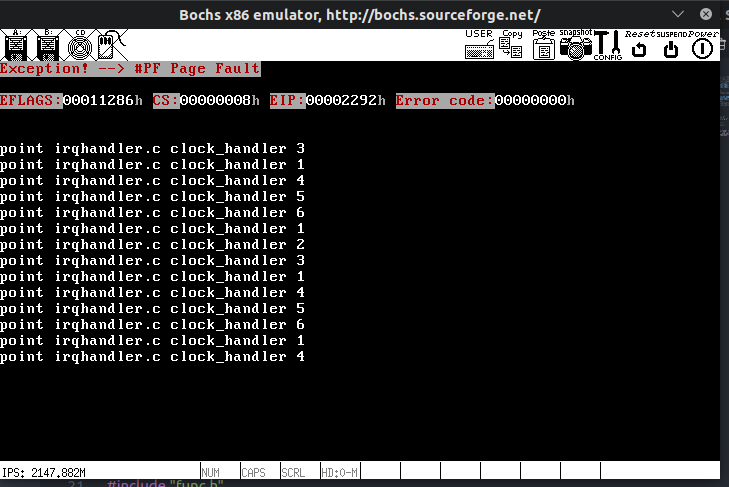 Bochs x86 emulator, http://bochs.sourceforge.net/
A: B: CD USER Copy Paste snapshot CONFIG Reset SUSPEND Power
Exception! --> #PF Page Fault
EFLAGS:00011286h CS:00000008h EIP:00002292h Error code:00000000h
point irqhandler.c clock_handler 3
point irqhandler.c clock_handler 1
point irqhandler.c clock_handler 4
point irqhandler.c clock_handler 5
point irqhandler.c clock_handler 6
point irqhandler.c clock_handler 1
point irqhandler.c clock_handler 2
point irqhandler.c clock_handler 3
point irqhandler.c clock_handler 1
point irqhandler.c clock_handler 4
point irqhandler.c clock_handler 5
point irqhandler.c clock_handler 6
point irqhandler.c clock_handler 1
point irqhandler.c clock_handler 4
IPS: 2147.882M NUM CAPS SCRL HD:0-M
#include "func.h"